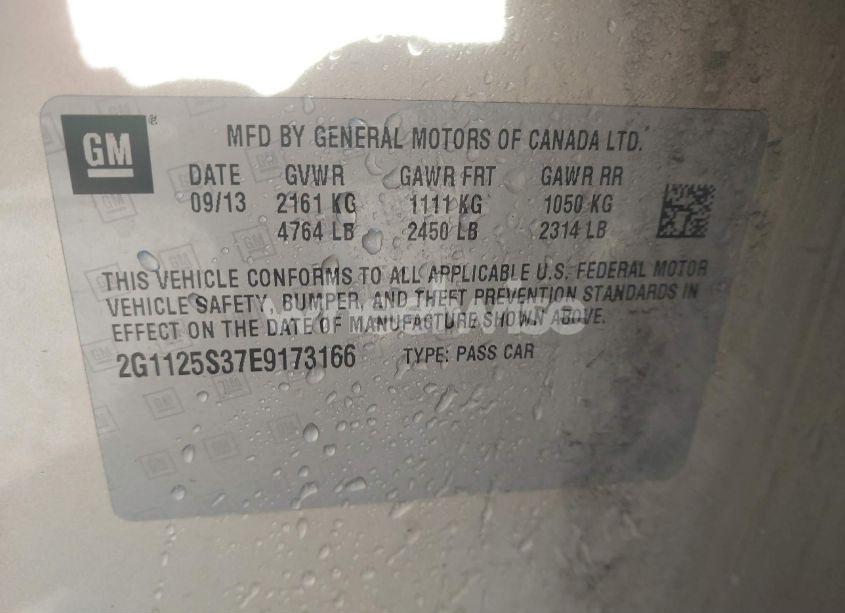 GM ®
MFD BY GENERAL MOTORS OF CANADA LTD.
DATE GVWR GAWR FRT GAWR RR
09/13 2161 KG 1111 KG 1050 KG
4764 LB 2450 LB 2314 LB
THIS VEHICLE CONFORMS TO ALL APPLICABLE U.S. FEDERAL MOTOR
VEHICLE SAFETY, BUMPER, AND THEFT PREVENTION STANDARDS IN
EFFECT ON THE DATE OF MANUFACTURE SHOWN ABOVE.
2G1125S37E9173166 TYPE: PASS CAR